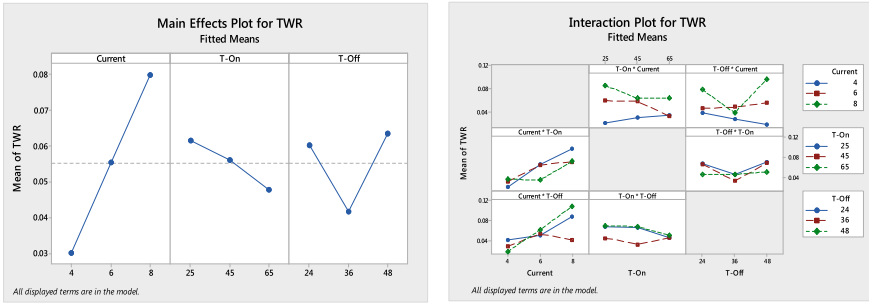 Main Effects Plot for TWR
Fitted Means
Current T-On T-Off
0.08
0.07
0.06
0.05
0.04
0.03
Mean of TWR
4 6 8 25 45 65 24 36 48
All displayed terms are in the model.
Interaction Plot for TWR
Fitted Means
25 45 65
T-On * Current T-Off * Current
0.12
0.08
0.04
Current
4
6
8
Current * T-On T-Off * T-On
0.12
0.08
0.04
T-On
25
45
65
Mean of TWR
Current * T-Off T-On * T-Off
0.12
0.08
0.04
T-Off
24
36
48
4 6 8 24 36 48
Current T-On T-Off
All displayed terms are in the model.